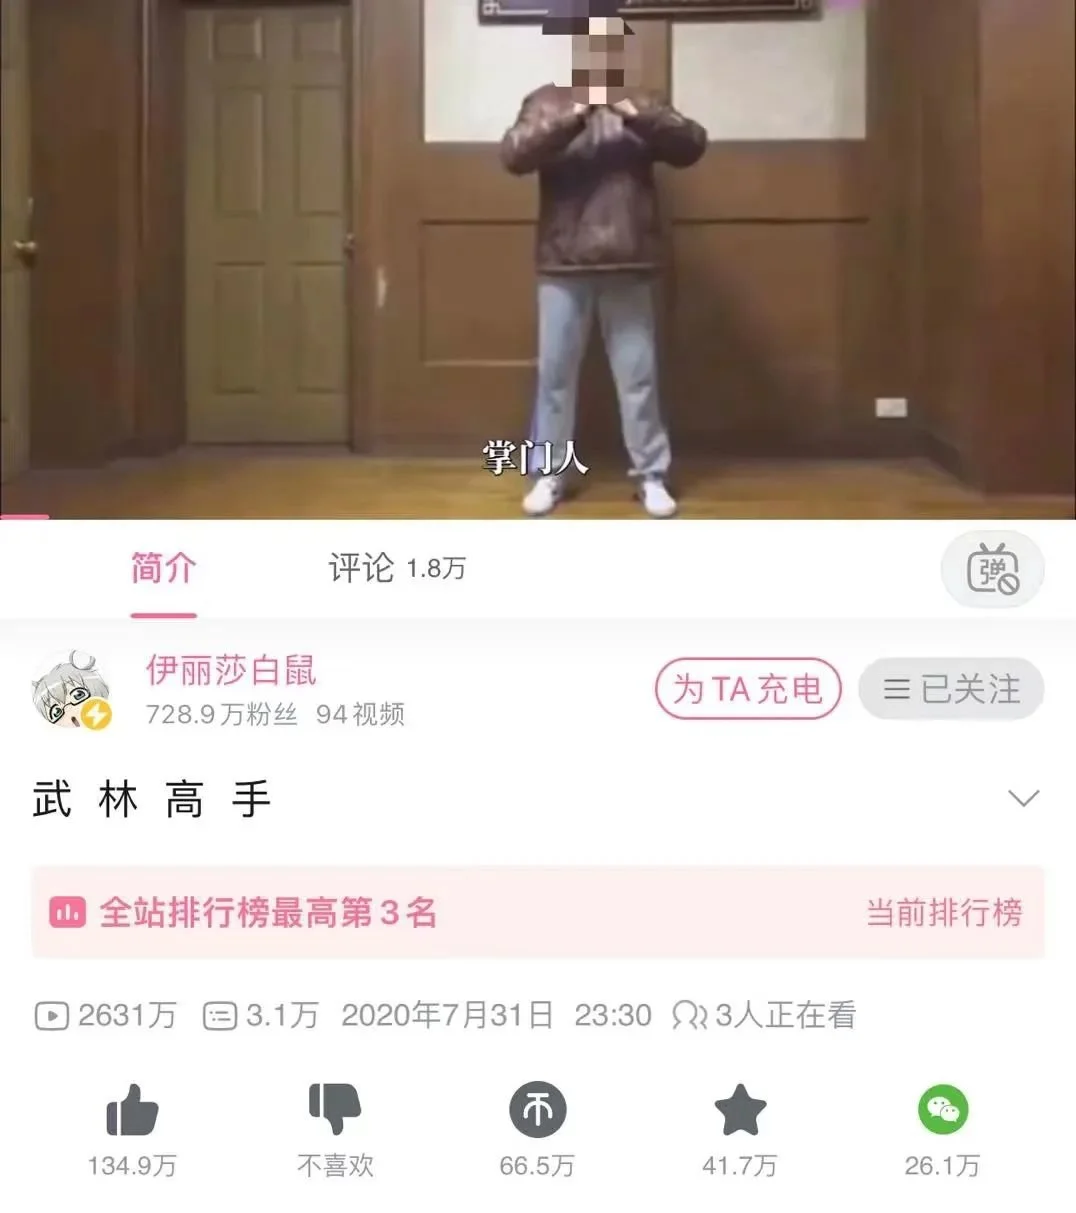 掌门人
简介 评论 1.8万
弹
伊丽莎白鼠
728.9万粉丝 94视频
为TA充电 已关注
武 林 高 手
全站排行榜最高第3名 当前排行榜
2631万 3.1万 2020年7月31日 23:30 3人正在看
134.9万 不喜欢 66.5万 41.7万 26.1万